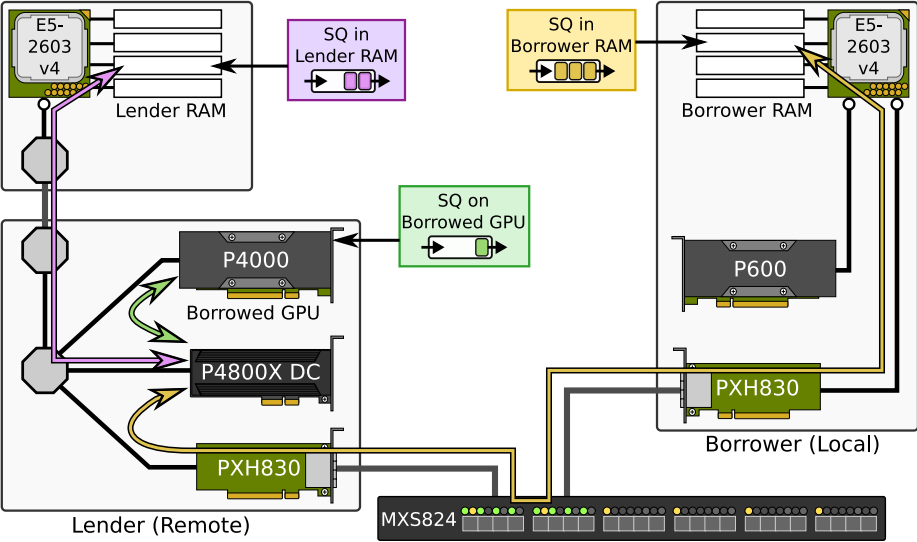 E5-
2603
v4
Lender RAM
SQ in
Lender RAM
SQ in
Borrower RAM
E5-
2603
v4
Borrower RAM
SQ on
Borrowed GPU
P4000
Borrowed GPU
P600
P4800X DC
PXH830
Borrower (Local)
PXH830
MXS824
Lender (Remote)